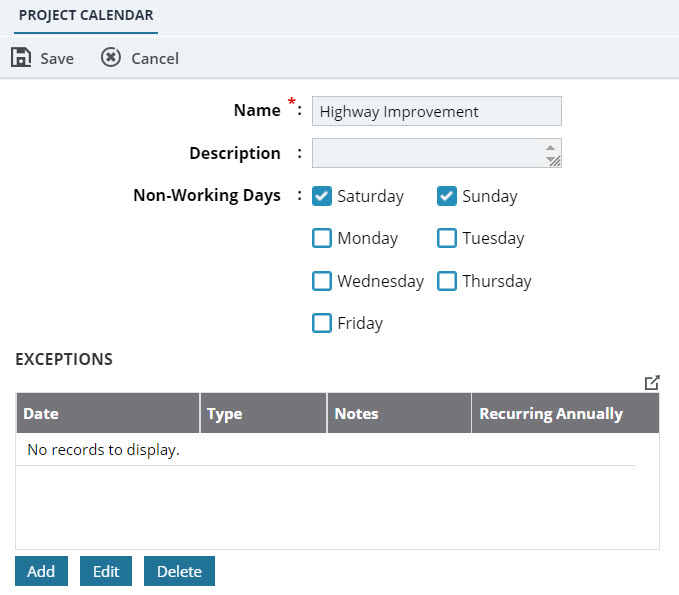 PROJECT CALENDAR
Save Cancel
Name * : Highway Improvement
Description :
Non-Working Days : Saturday Sunday
Monday Tuesday
Wednesday Thursday
Friday
EXCEPTIONS
Date Type Notes Recurring Annually
No records to display.
Add Edit Delete